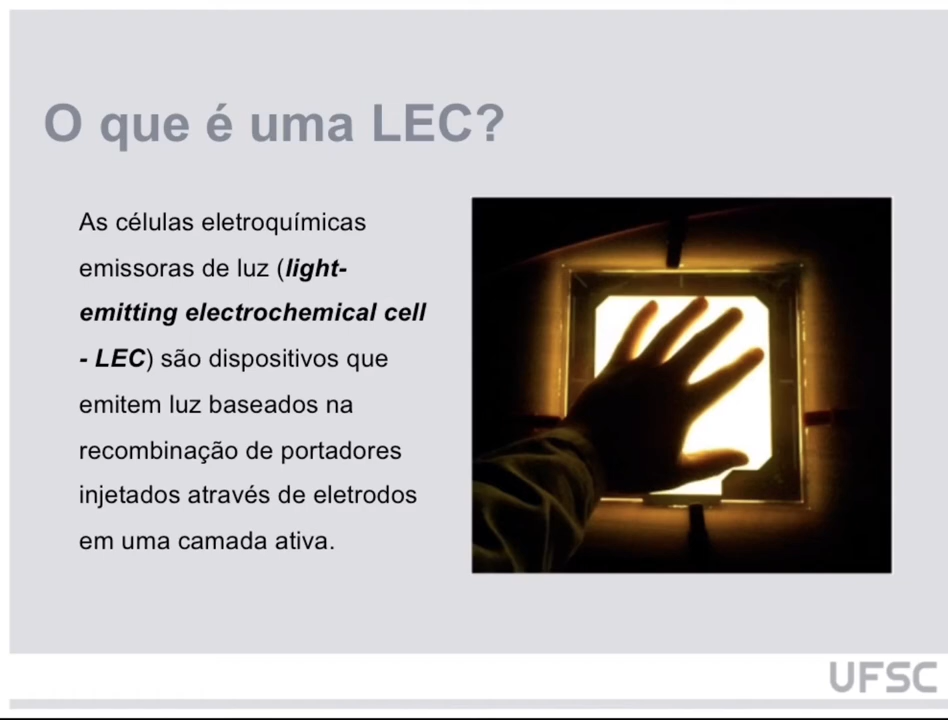 O que é uma LEC?
As células eletroquímicas
emissoras de luz (light-
emitting electrochemical cell
- LEC) são dispositivos que
emitem luz baseados na
recombinação de portadores
injetados através de eletrodos
em uma camada ativa.
UFSC